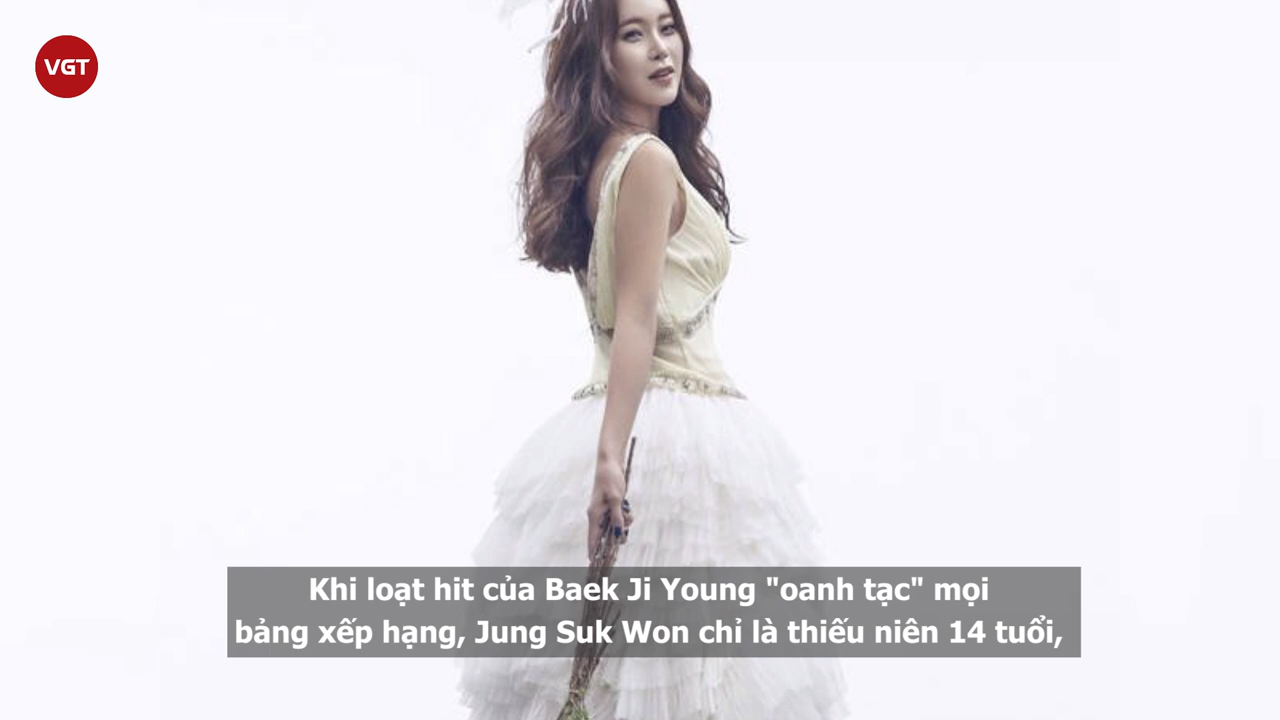 VGT
Khi loạt hit của Baek Ji Young "oanh tạc" mọi
bảng xếp hạng, Jung Suk Won chỉ là thiếu niên 14 tuổi,